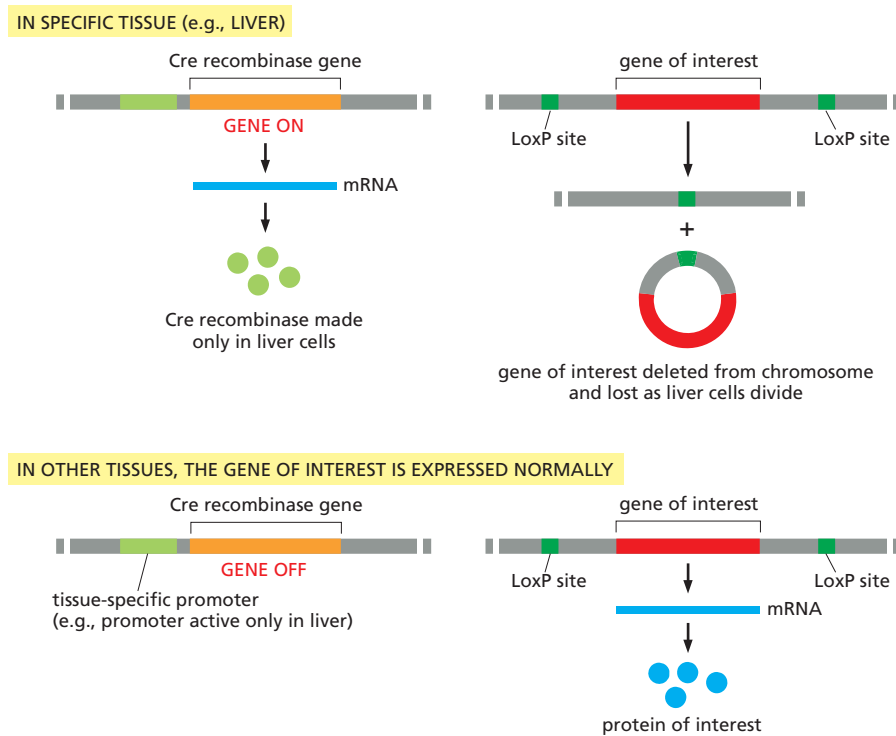 IN SPECIFIC TISSUE (e.g., LIVER)
Cre recombinase gene
GENE ON
mRNA
Cre recombinase made
only in liver cells
gene of interest
LoxP site
LoxP site
+
gene of interest deleted from chromosome
and lost as liver cells divide
IN OTHER TISSUES, THE GENE OF INTEREST IS EXPRESSED NORMALLY
Cre recombinase gene
GENE OFF
tissue-specific promoter
(e.g., promoter active only in liver)
gene of interest
LoxP site
LoxP site
mRNA
protein of interest